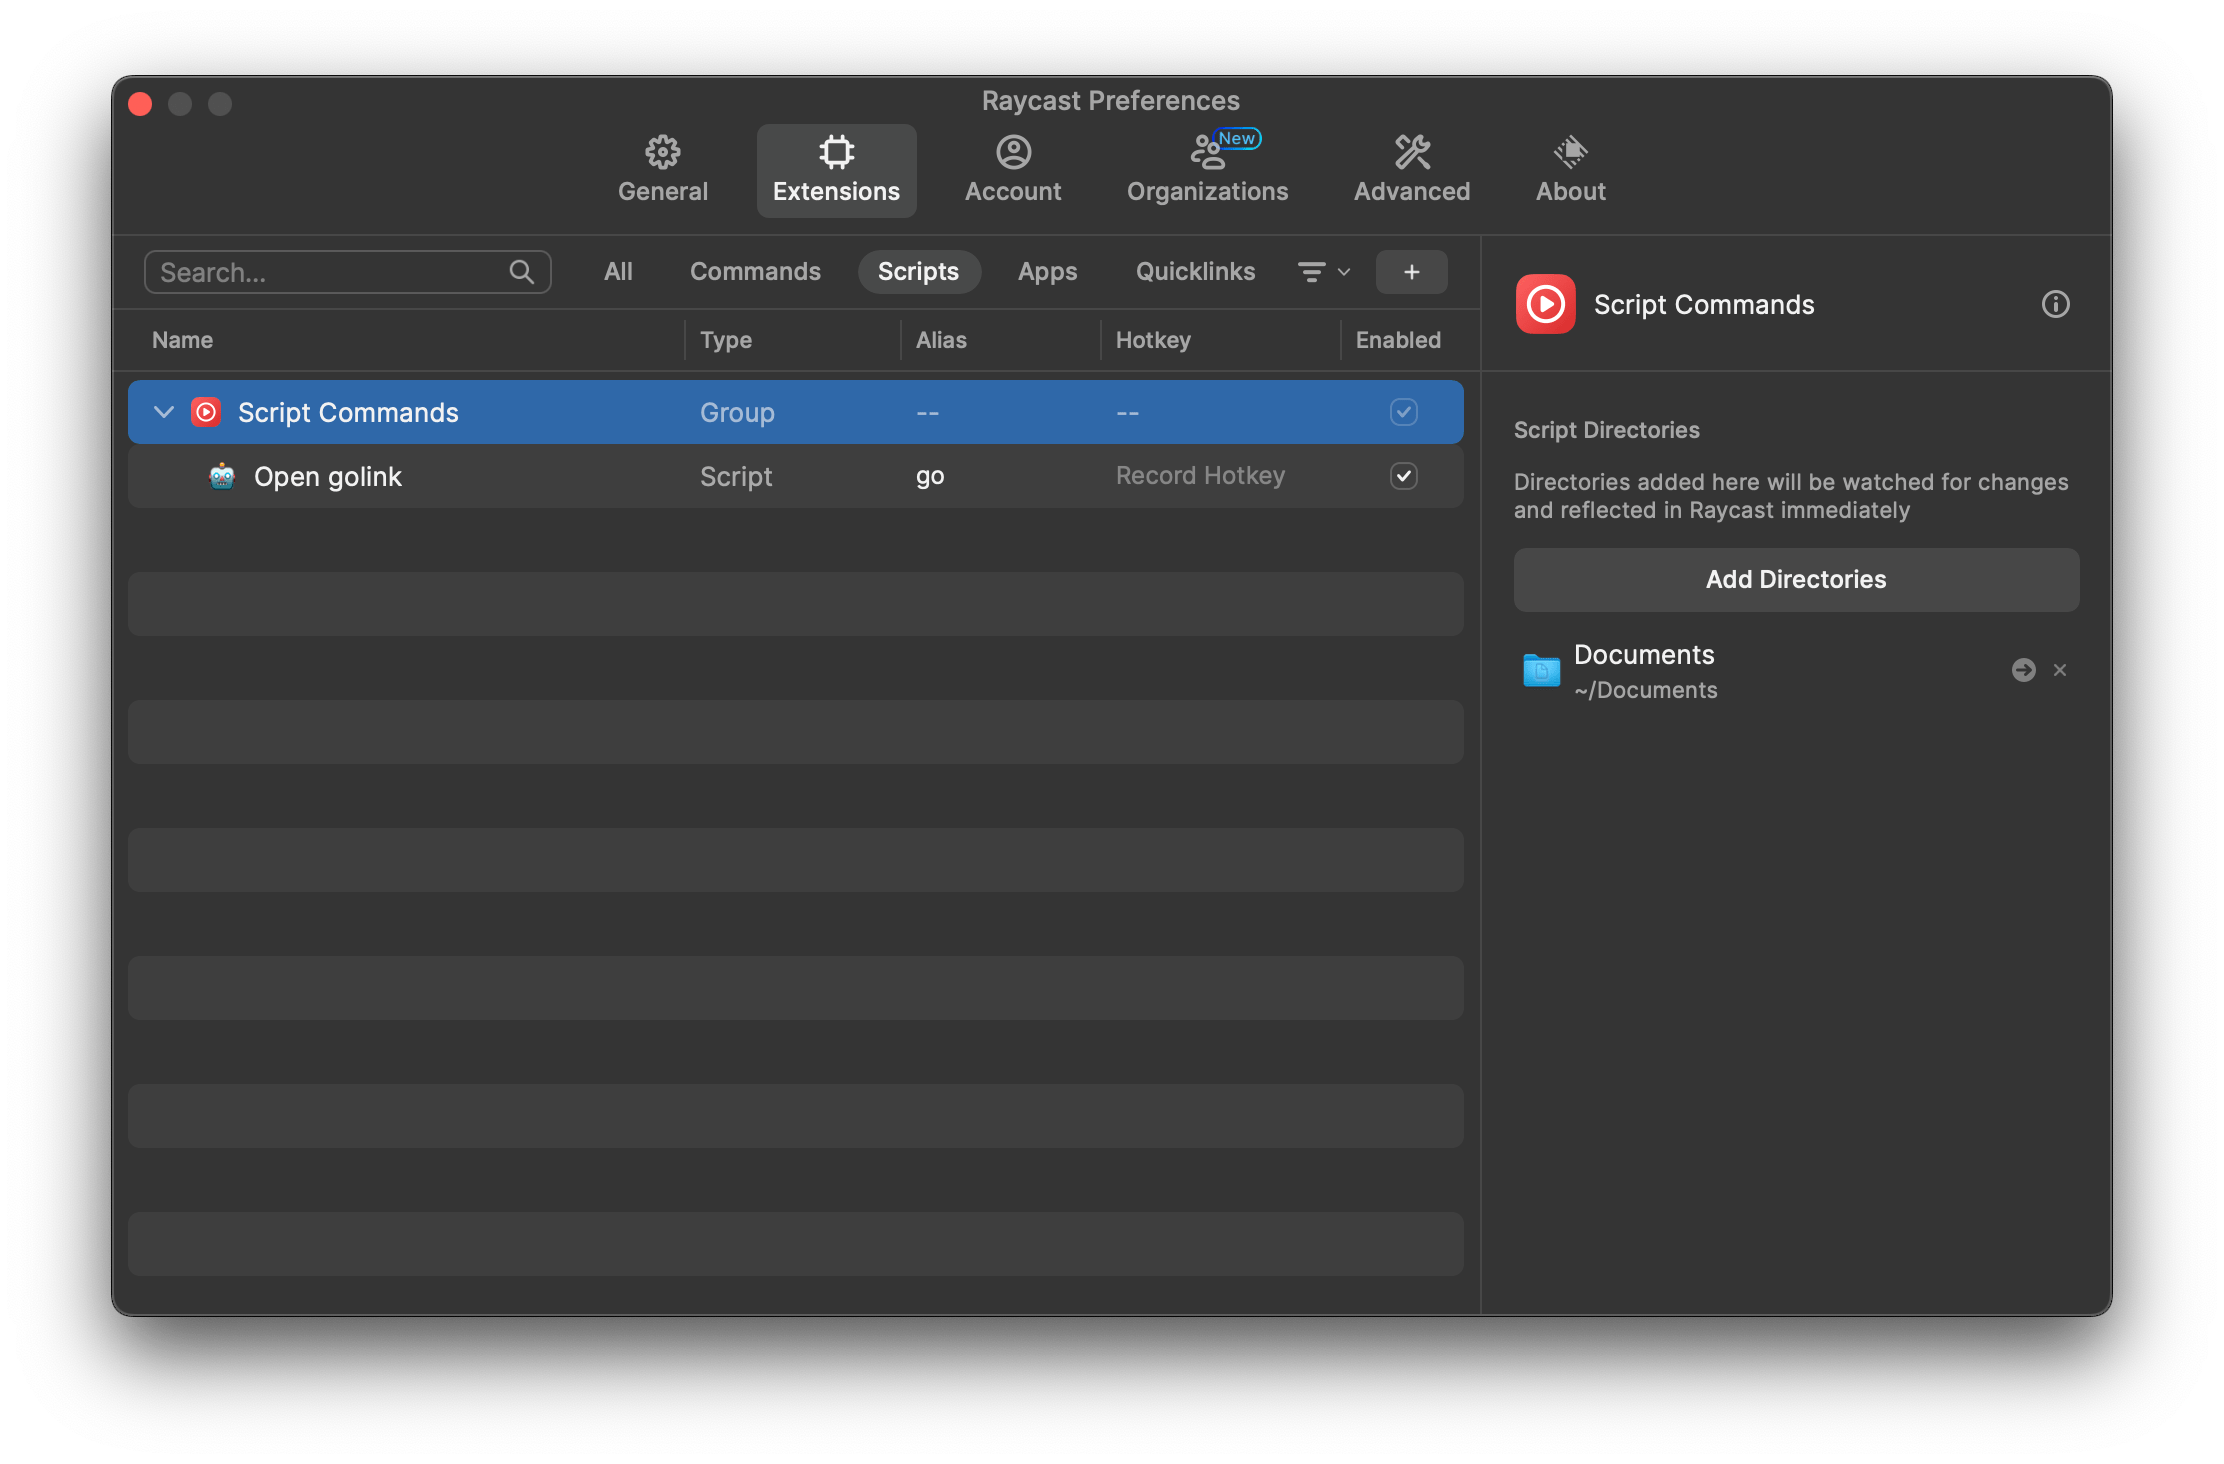 Raycast Preferences
General
Extensions
Account
New
Organizations
Advanced
About
Search...
All
Commands
Scripts
Apps
Quicklinks
+
Name
Type
Alias
Hotkey
Enabled
Script Commands
Group
--
--
Open golink
Script
go
Record Hotkey
Script Commands
Script Directories
Directories added here will be watched for changes
and reflected in Raycast immediately
Add Directories
Documents
~/Documents